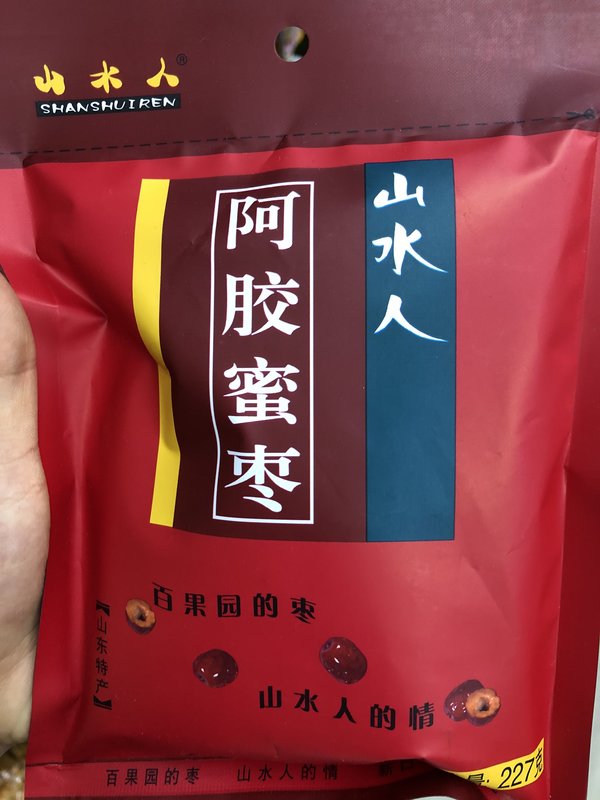 山水人®
SHANSHUIREN
山水人
阿胶蜜枣
百果园的枣
【山东特产】
山水人的情
百果园的枣 山水人的情
量: 227克